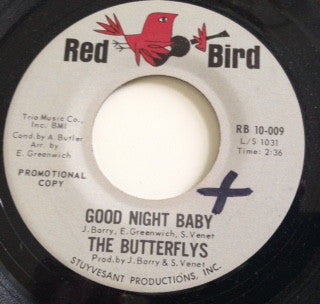 Red Bird
Trio Music Co.,
Inc. BMI
Cond.by A. Butler
Arr. by
E. Greenwich
PROMOTIONAL
COPY
RB 10-009
L/S 1031
Time: 2:36
GOOD NIGHT BABY
J. Barry, E. Greenwich, S. Venet
THE BUTTERFLYS
Prod. by J. Barry & S. Venet
STUYVESANT PRODUCTIONS, INC.